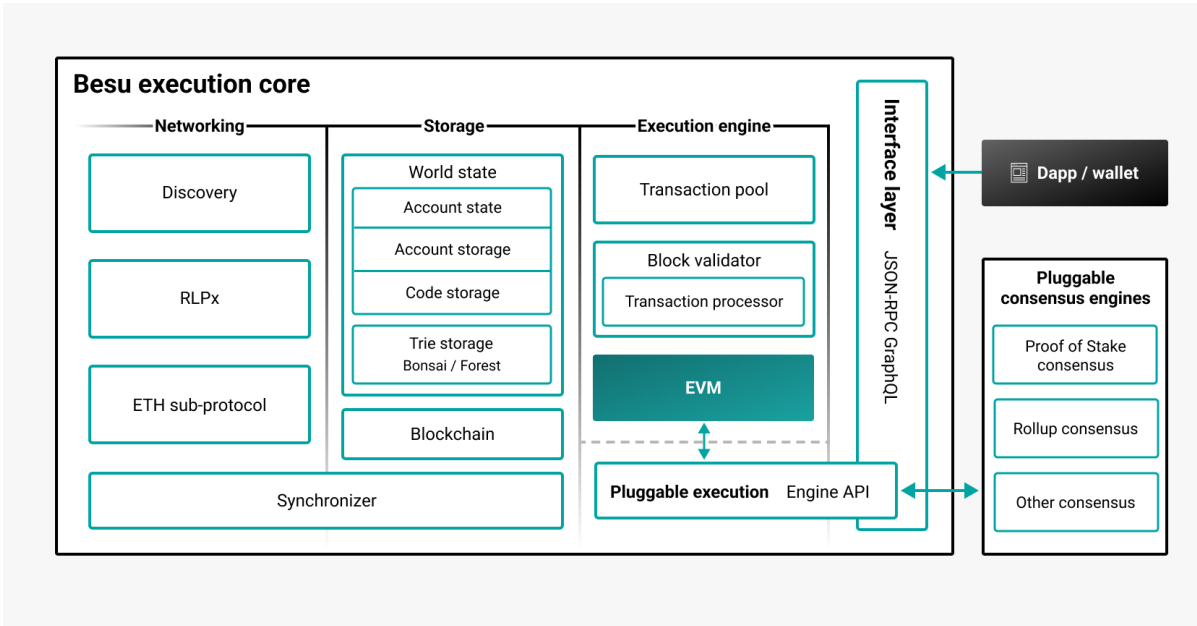 Besu execution core
Networking
Discovery
RLPx
ETH sub-protocol
Synchronizer
Storage
World state
Account state
Account storage
Code storage
Trie storage
Bonsai / Forest
Blockchain
Execution engine
Transaction pool
Block validator
Transaction processor
EVM
Pluggable execution Engine API
Interface layer JSON-RPC GraphQL
Dapp / wallet
Pluggable
consensus engines
Proof of Stake
consensus
Rollup consensus
Other consensus